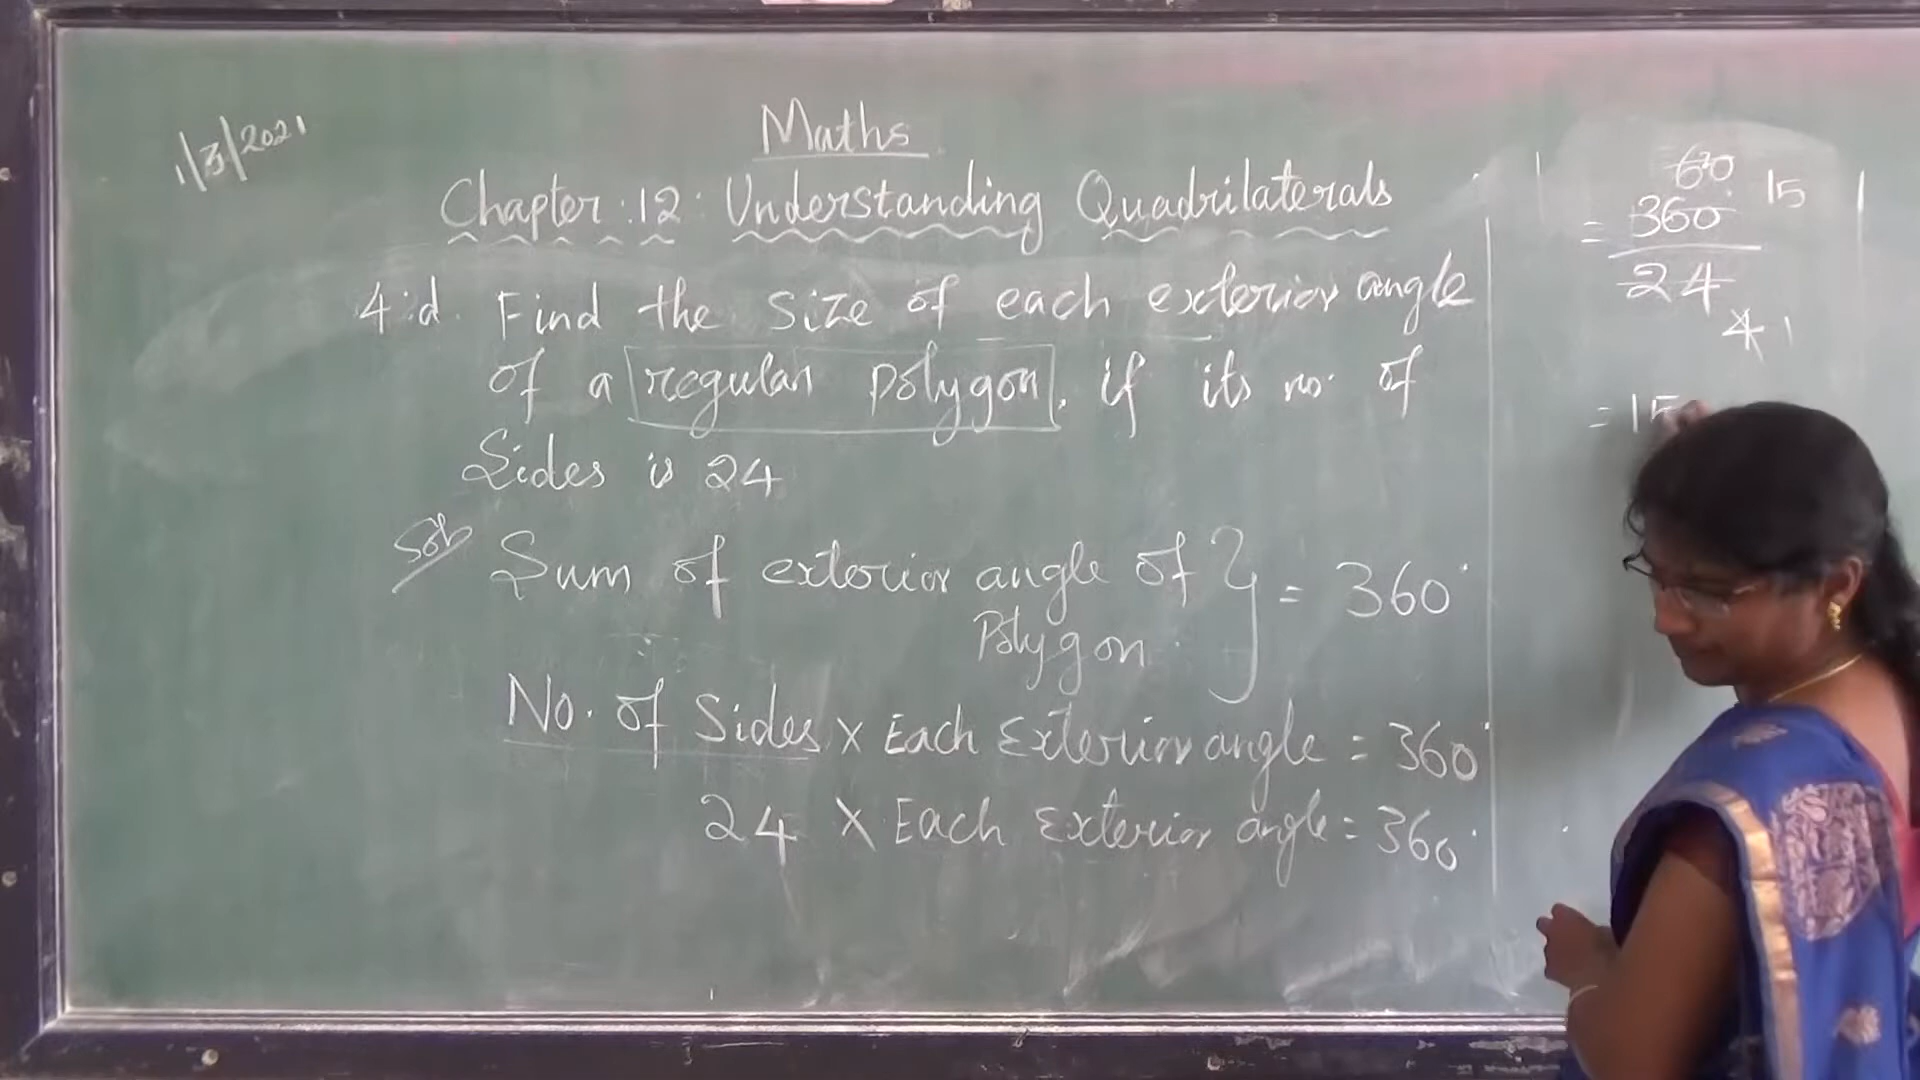 1/3/2021
Maths
Chapter:12: Understanding Quadrilaterals
4.d. Find the size of each exterior angle
of a regular polygon, if its no. of
Sides is 24
Sol
Sum of exterior angle of } = 360°
Polygon
No. of Sides x Each Exterior angle = 360°
24 x Each Exterior angle = 360°
60 15
= 360°
24
4 1
= 15